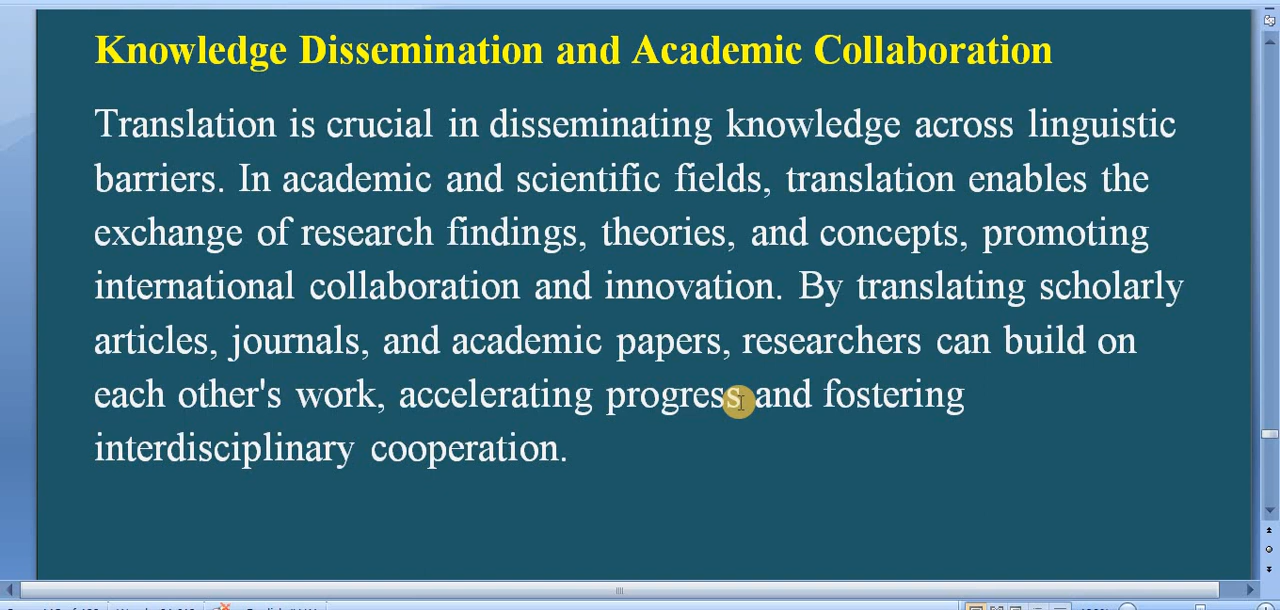 Knowledge Dissemination and Academic Collaboration
Translation is crucial in disseminating knowledge across linguistic
barriers. In academic and scientific fields, translation enables the
exchange of research findings, theories, and concepts, promoting
international collaboration and innovation. By translating scholarly
articles, journals, and academic papers, researchers can build on
each other's work, accelerating progress and fostering
interdisciplinary cooperation.